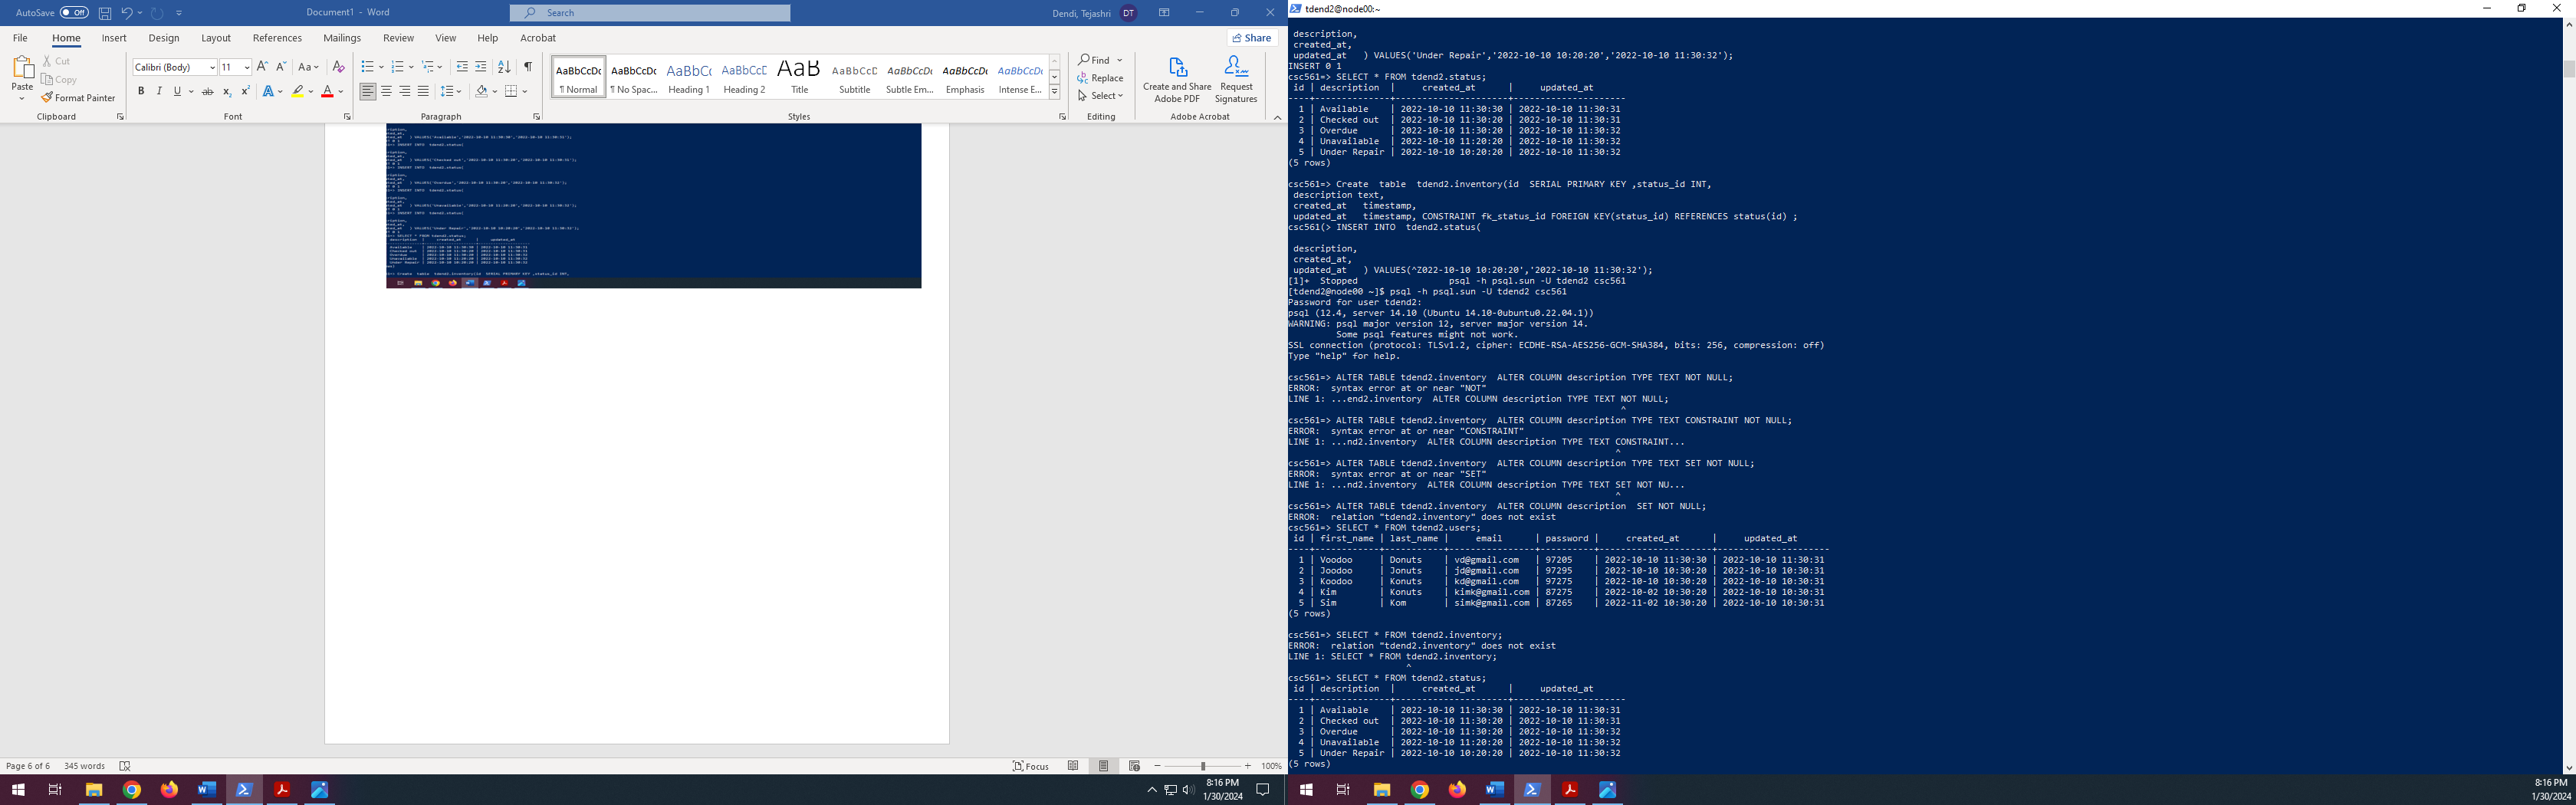 AutoSave Off Document1 - Word Search Dendi, Tejashri DT
File Home Insert Design Layout References Mailings Review View Help Acrobat Share
Paste Cut Copy Format Painter
Calibri (Body) 11
AaBbCcDc AaBbCcDc AaBbCc AaBbCcC AaB AaBbCcD AaBbCcDc AaBbCcDc AaBbCcDc
¶ Normal ¶ No Spac... Heading 1 Heading 2 Title Subtitle Subtle Em... Emphasis Intense E...
Find Replace Select
Create and Share Adobe PDF Request Signatures
Clipboard Font Paragraph Styles Editing Adobe Acrobat
Page 6 of 6 345 words Focus 100%
8:16 PM
1/30/2024
tdend2@node00:~
description,
created_at,
updated_at ) VALUES('Under Repair','2022-10-10 10:20:20','2022-10-10 11:30:32');
INSERT 0 1
csc561=> SELECT * FROM tdend2.status;
id | description | created_at | updated_at
----+--------------+---------------------+---------------------
1 | Available | 2022-10-10 11:30:30 | 2022-10-10 11:30:31
2 | Checked out | 2022-10-10 11:30:20 | 2022-10-10 11:30:31
3 | Overdue | 2022-10-10 11:30:20 | 2022-10-10 11:30:32
4 | Unavailable | 2022-10-10 11:20:20 | 2022-10-10 11:30:32
5 | Under Repair | 2022-10-10 10:20:20 | 2022-10-10 11:30:32
(5 rows)
csc561=> Create table tdend2.inventory(id SERIAL PRIMARY KEY ,status_id INT,
description text,
created_at timestamp,
updated_at timestamp, CONSTRAINT fk_status_id FOREIGN KEY(status_id) REFERENCES status(id) ;
csc561(> INSERT INTO tdend2.status(
description,
created_at,
updated_at ) VALUES(^Z022-10-10 10:20:20','2022-10-10 11:30:32');
[1]+ Stopped psql -h psql.sun -U tdend2 csc561
[tdend2@node00 ~]$ psql -h psql.sun -U tdend2 csc561
Password for user tdend2:
psql (12.4, server 14.10 (Ubuntu 14.10-0ubuntu0.22.04.1))
WARNING: psql major version 12, server major version 14.
Some psql features might not work.
SSL connection (protocol: TLSv1.2, cipher: ECDHE-RSA-AES256-GCM-SHA384, bits: 256, compression: off)
Type "help" for help.
csc561=> ALTER TABLE tdend2.inventory ALTER COLUMN description TYPE TEXT NOT NULL;
ERROR: syntax error at or near "NOT"
LINE 1: ...end2.inventory ALTER COLUMN description TYPE TEXT NOT NULL;
^
csc561=> ALTER TABLE tdend2.inventory ALTER COLUMN description TYPE TEXT CONSTRAINT NOT NULL;
ERROR: syntax error at or near "CONSTRAINT"
LINE 1: ...nd2.inventory ALTER COLUMN description TYPE TEXT CONSTRAINT...
^
csc561=> ALTER TABLE tdend2.inventory ALTER COLUMN description TYPE TEXT SET NOT NULL;
ERROR: syntax error at or near "SET"
LINE 1: ...nd2.inventory ALTER COLUMN description TYPE TEXT SET NOT NU...
^
csc561=> ALTER TABLE tdend2.inventory ALTER COLUMN description SET NOT NULL;
ERROR: relation "tdend2.inventory" does not exist
csc561=> SELECT * FROM tdend2.users;
id | first_name | last_name | email | password | created_at | updated_at
----+------------+-----------+----------------+----------+---------------------+---------------------
1 | Voodoo | Donuts | vd@gmail.com | 97205 | 2022-10-10 11:30:30 | 2022-10-10 11:30:31
2 | Joodoo | Jonuts | jd@gmail.com | 97295 | 2022-10-10 10:30:20 | 2022-10-10 10:30:31
3 | Koodoo | Konuts | kd@gmail.com | 97275 | 2022-10-10 10:30:20 | 2022-10-10 10:30:31
4 | Kim | Konuts | kimk@gmail.com | 87275 | 2022-10-02 10:30:20 | 2022-10-10 10:30:31
5 | Sim | Kom | simk@gmail.com | 87265 | 2022-11-02 10:30:20 | 2022-10-10 10:30:31
(5 rows)
csc561=> SELECT * FROM tdend2.inventory;
ERROR: relation "tdend2.inventory" does not exist
LINE 1: SELECT * FROM tdend2.inventory;
^
csc561=> SELECT * FROM tdend2.status;
id | description | created_at | updated_at
----+--------------+---------------------+---------------------
1 | Available | 2022-10-10 11:30:30 | 2022-10-10 11:30:31
2 | Checked out | 2022-10-10 11:30:20 | 2022-10-10 11:30:31
3 | Overdue | 2022-10-10 11:30:20 | 2022-10-10 11:30:32
4 | Unavailable | 2022-10-10 11:20:20 | 2022-10-10 11:30:32
5 | Under Repair | 2022-10-10 10:20:20 | 2022-10-10 11:30:32
(5 rows)
8:16 PM
1/30/2024